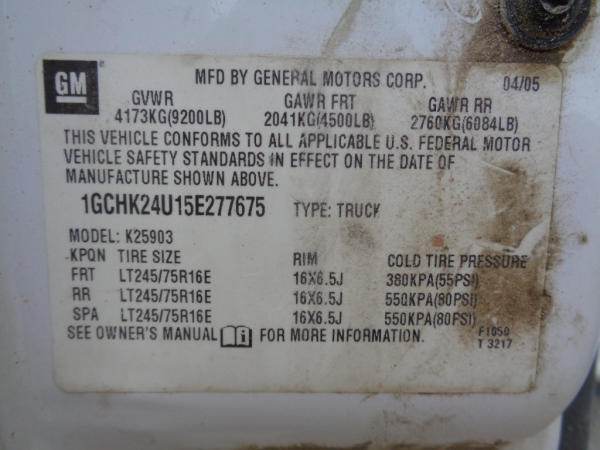 GM
MFD BY GENERAL MOTORS CORP. 04/05
GVWR GAWR FRT GAWR RR
4173KG(9200LB) 2041KG(4500LB) 2760KG(6084LB)
THIS VEHICLE CONFORMS TO ALL APPLICABLE U.S. FEDERAL MOTOR
VEHICLE SAFETY STANDARDS IN EFFECT ON THE DATE OF
MANUFACTURE SHOWN ABOVE.
1GCHK24U15E277675 TYPE: TRUCK
MODEL: K25903
KPQN TIRE SIZE RIM COLD TIRE PRESSURE
FRT LT245/75R16E 16X6.5J 380KPA(55PSI)
RR LT245/75R16E 16X6.5J 550KPA(80PSI)
SPA LT245/75R16E 16X6.5J 550KPA(80PSI)
SEE OWNER'S MANUAL FOR MORE INFORMATION.
F1050
T 3217